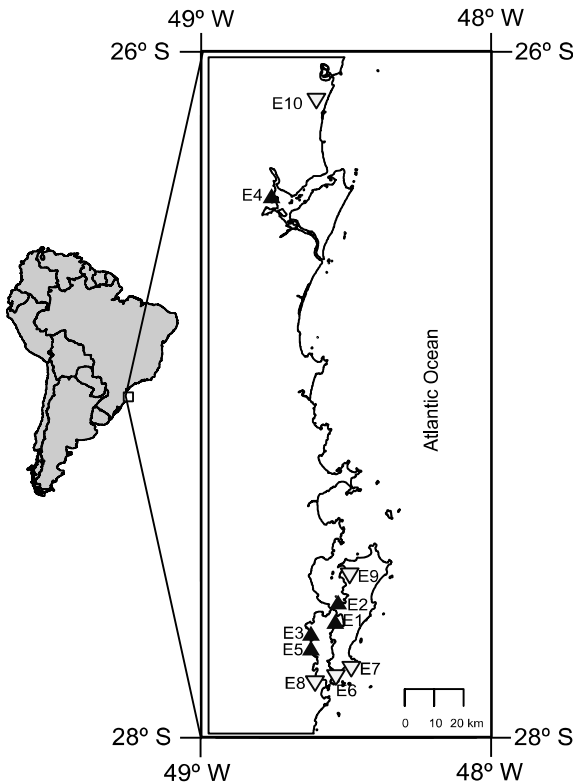 49º W 48º W
26º S 26º S
E10
E4
Atlantic Ocean
E9
E2
E1
E3
E5
E7
E8 E6
0 10 20 km
28º S 28º S
49º W 48º W